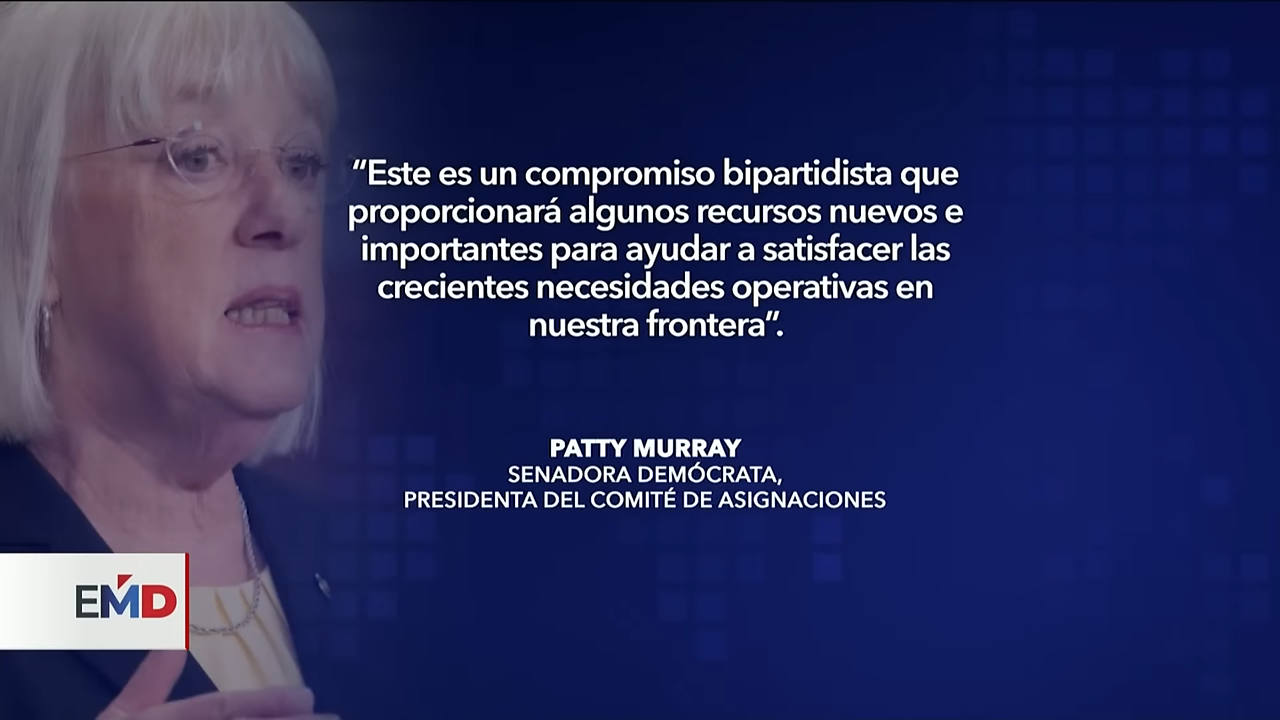 “Este es un compromiso bipartidista que
proporcionará algunos recursos nuevos e
importantes para ayudar a satisfacer las
crecientes necesidades operativas en
nuestra frontera”.
PATTY MURRAY
SENADORA DEMÓCRATA,
PRESIDENTA DEL COMITÉ DE ASIGNACIONES
EMD